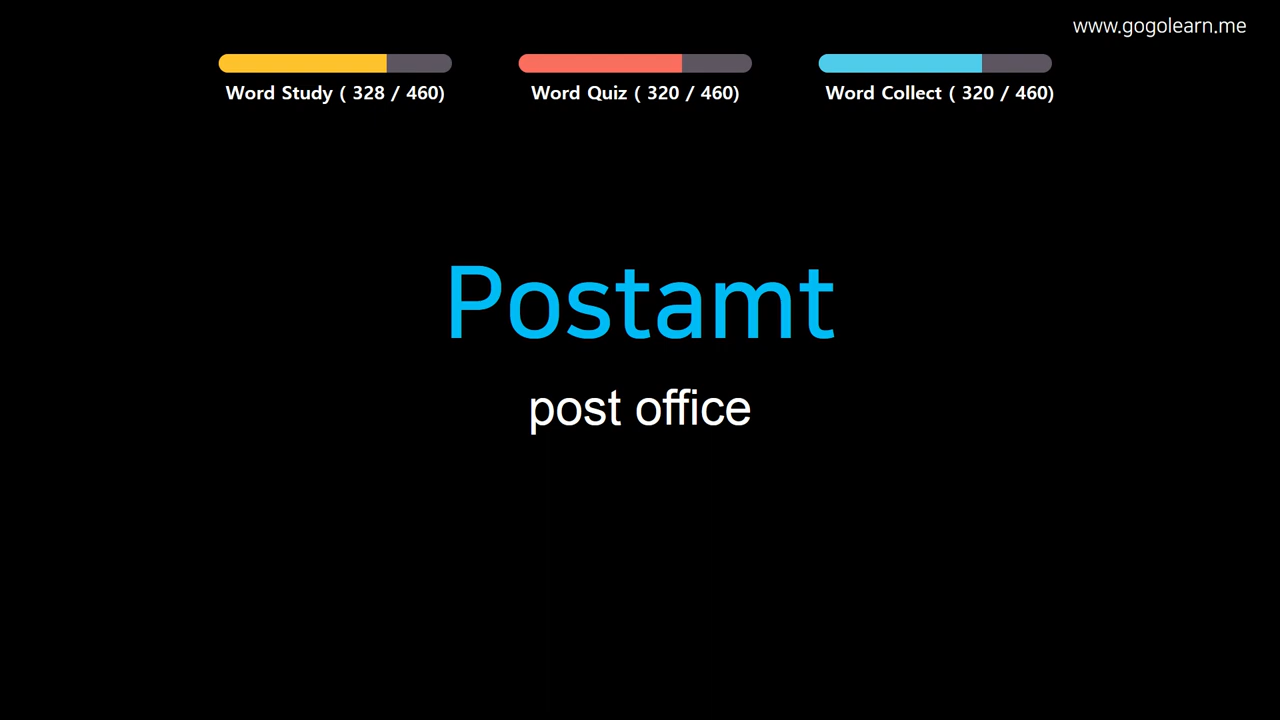 www.gogolearn.me
Word Study ( 328 / 460)
Word Quiz ( 320 / 460)
Word Collect ( 320 / 460)
Postamt
post office